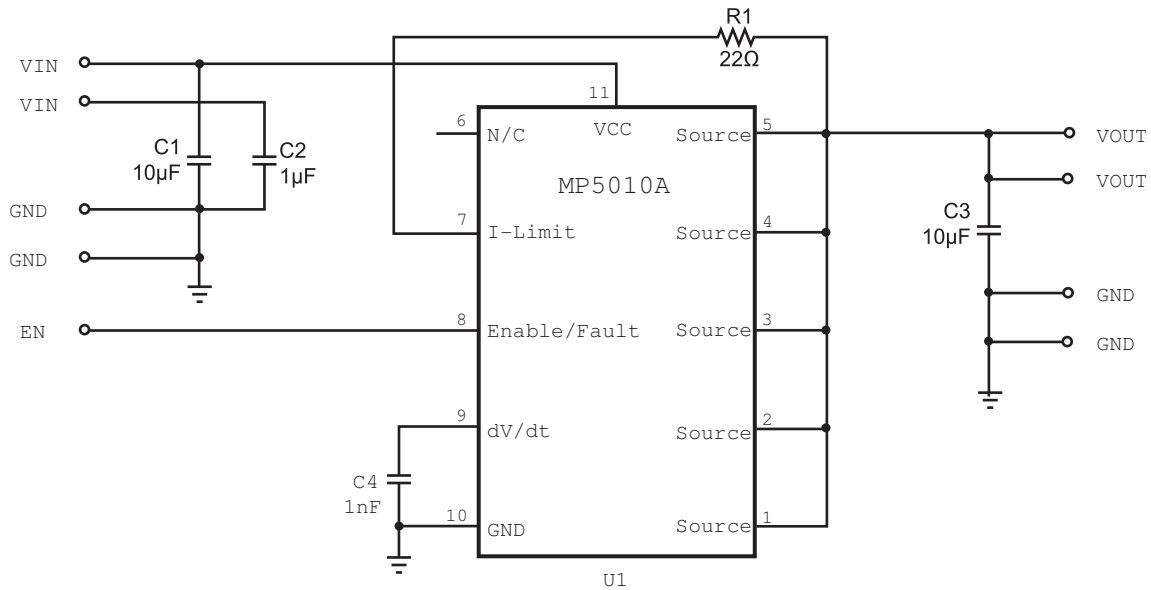 R1
22Ω
VIN
VIN
11
6
N/C
VCC
Source
5
VOUT
C1
10µF
C2
1µF
MP5010A
VOUT
GND
7
I-Limit
Source
4
C3
10µF
GND
GND
EN
8
Enable/Fault
Source
3
GND
9
dV/dt
Source
2
C4
1nF
10
GND
Source
1
U1